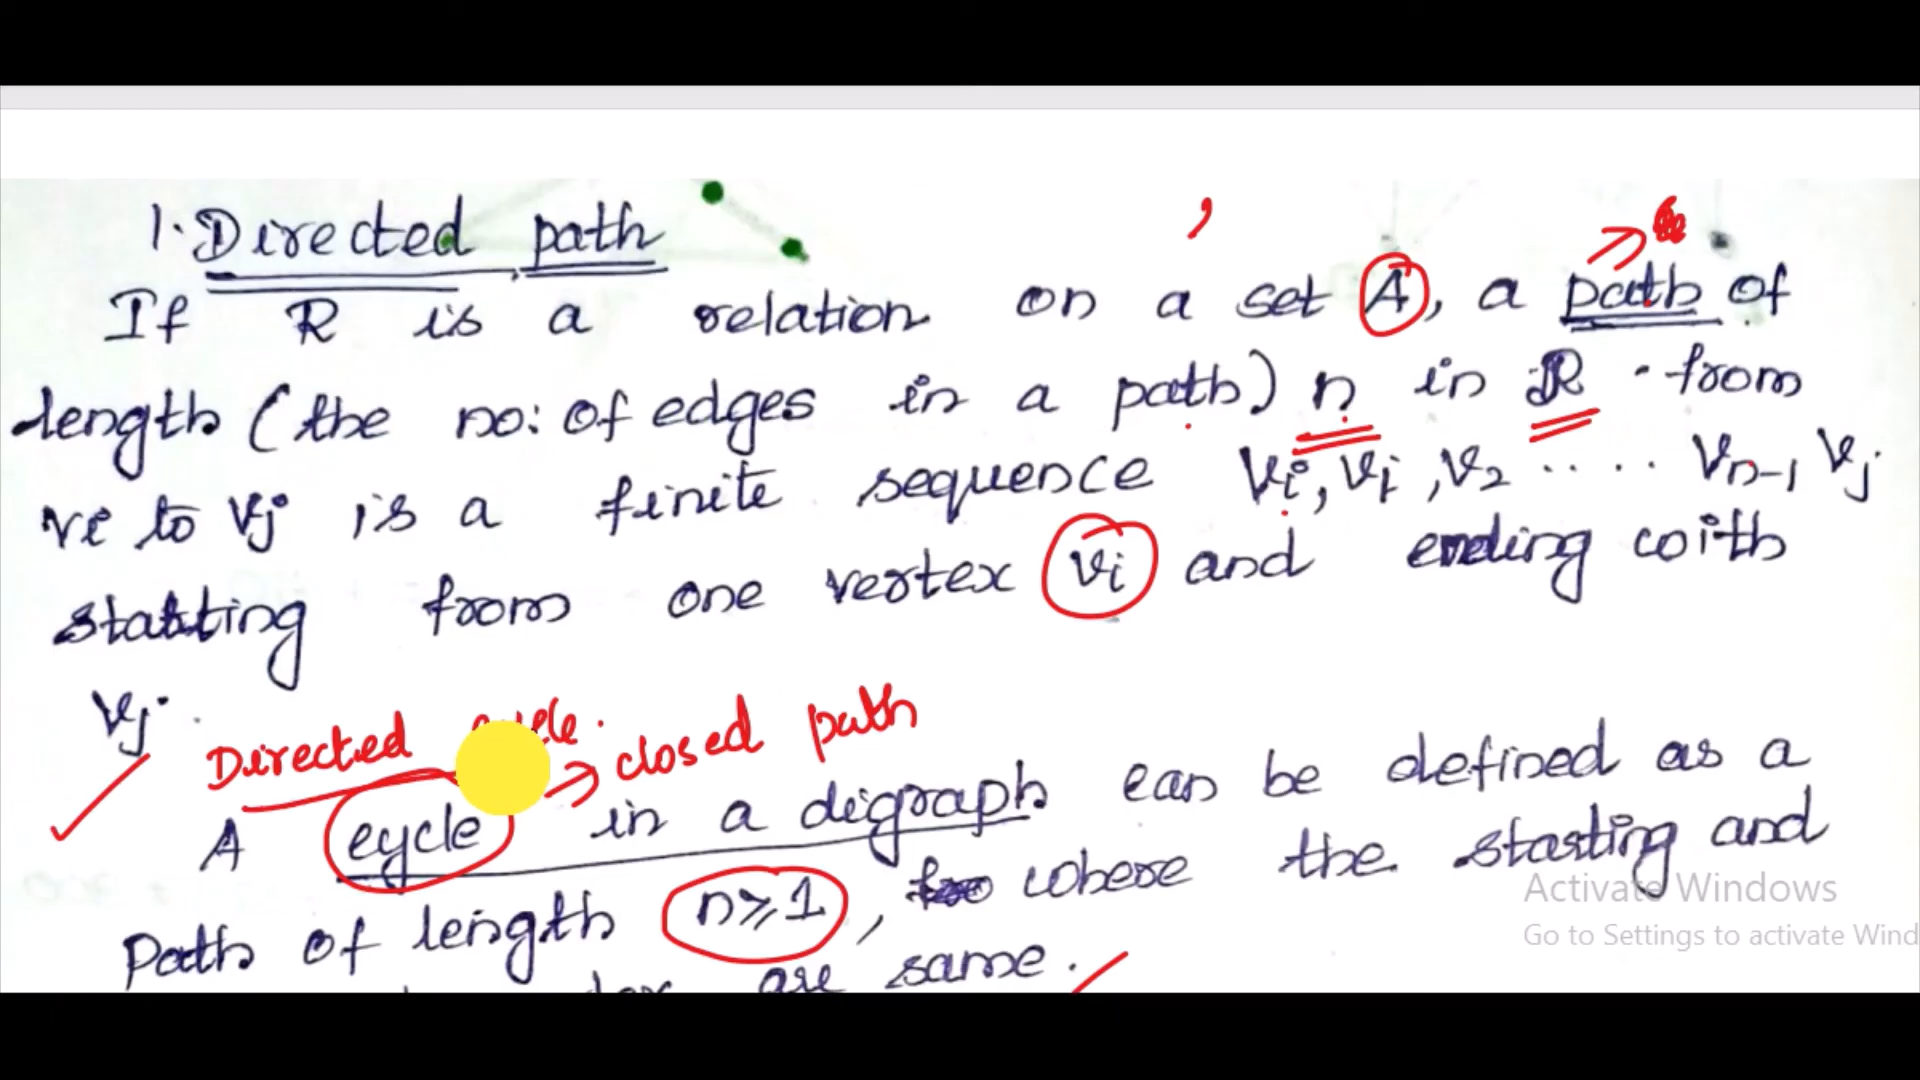 1. Directed path
If R is a relation on a set A, a path of
length (the no: of edges in a path) n in R from
vi to vj is a finite sequence Vi, Vi, V2 ..... Vn-1 Vj
starting from one vertex vi and ending with
Vj.
Directed cycle. → closed path
A cycle in a digraph can be defined as a
Path of length n≥1, where the starting and
are same.
Activate Windows
Go to Settings to activate Wind